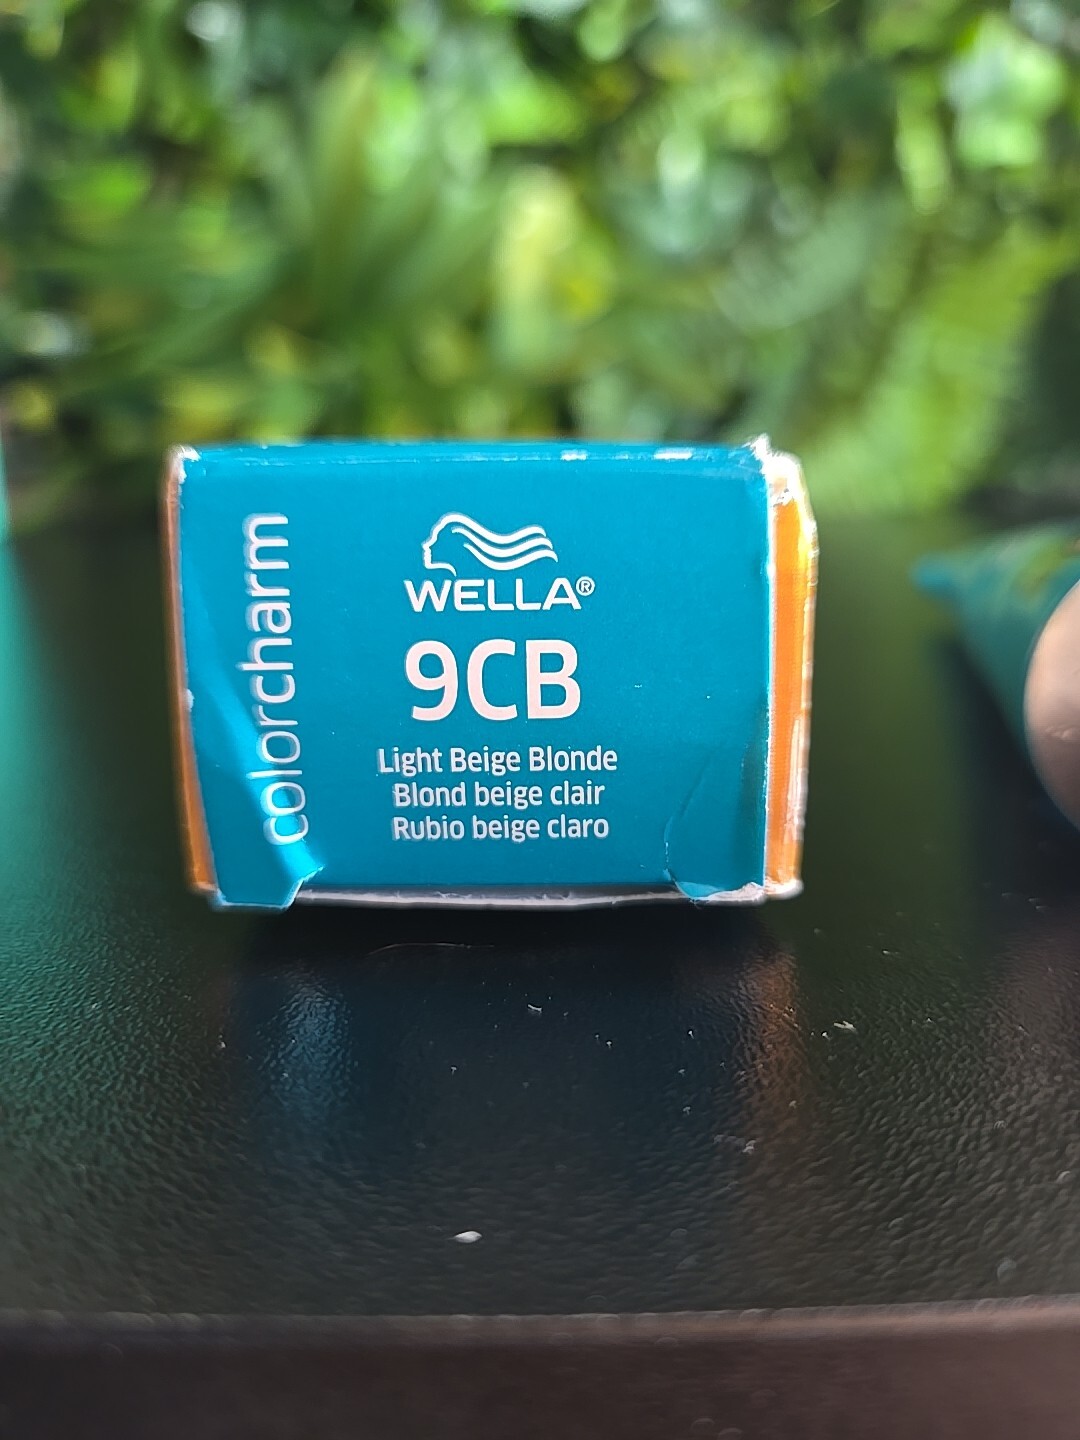 colorcharm
WELLA®
9CB
Light Beige Blonde
Blond beige clair
Rubio beige claro